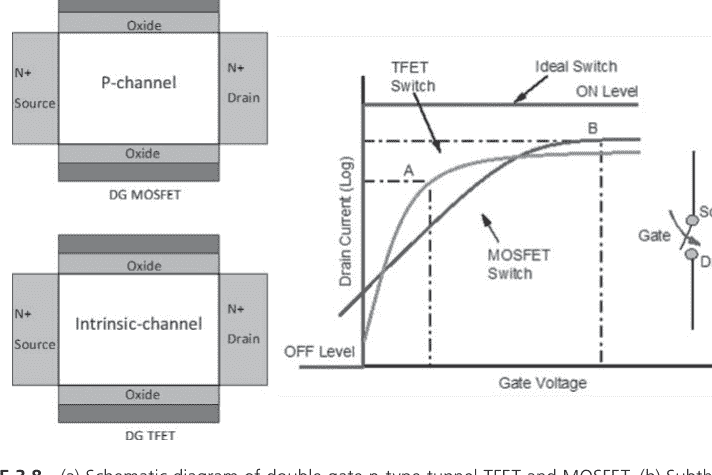 Oxide
N+
Source
P-channel
N+
Drain
Oxide
DG MOSFET
Oxide
N+
Source
Intrinsic-channel
N+
Drain
Oxide
DG TFET
TFET
Switch
Ideal Switch
ON Level
B
A
Drain Current (Log)
MOSFET
Switch
OFF Level
Gate Voltage
Gate
(a) Schematic diagram of double gate n-type tunnel TFET and MOSFET. (b)